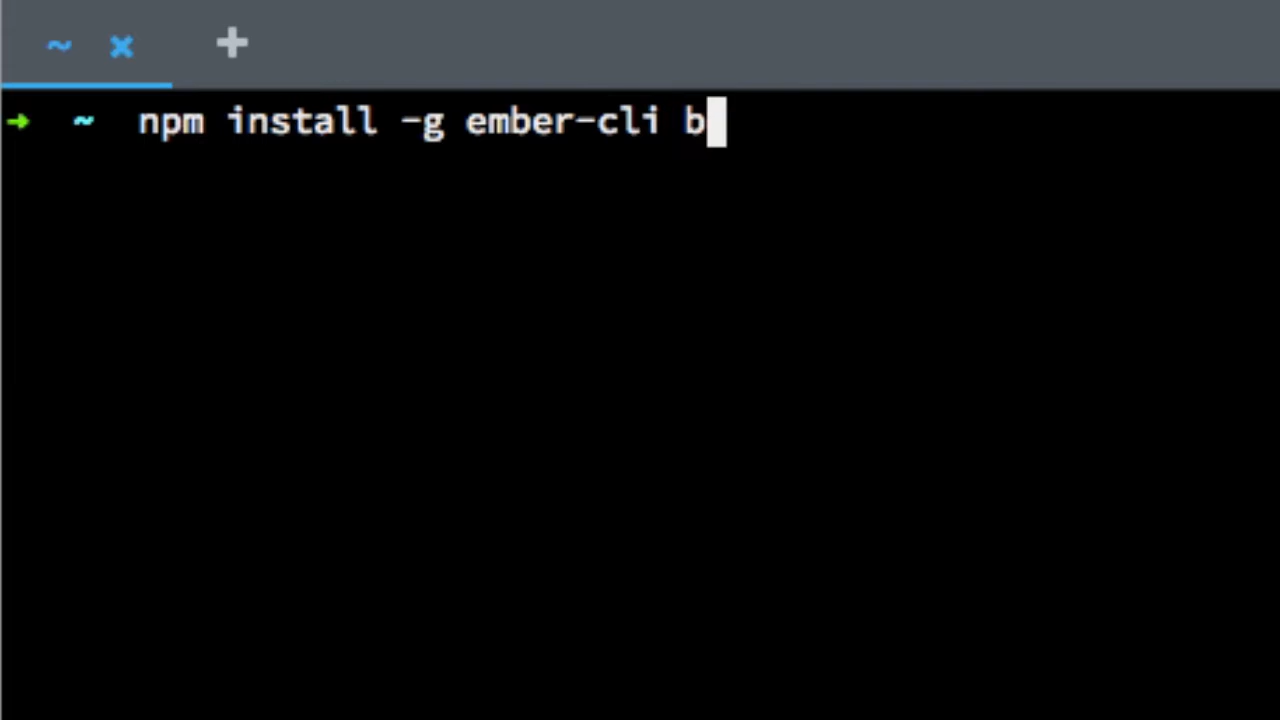 ~ × +
➜ ~ npm install -g ember-cli b